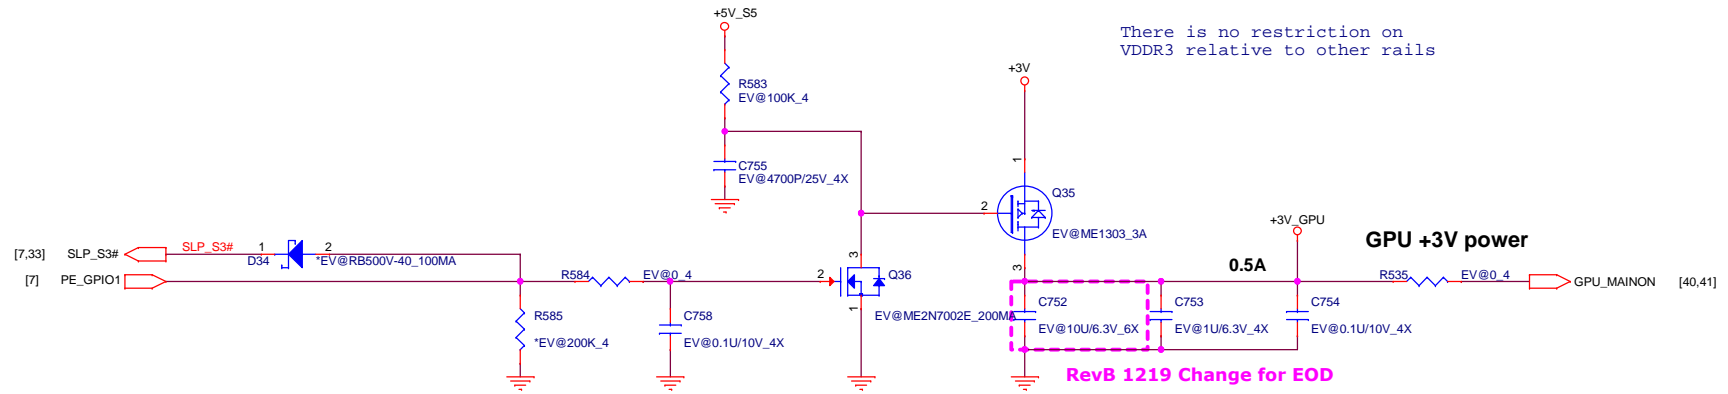 +5V_S5
There is no restriction on
VDDR3 relative to other rails
+3V
R583
EV@100K_4
1
C755
EV@4700P/25V_4X
Q35
2
EV@ME1303_3A
+3V_GPU
GPU +3V power
[7,33] SLP_S3# SLP_S3# 1 2
D34 *EV@RB500V-40_100MA
3
3
0.5A
[7] PE_GPIO1
R584 EV@0_4
2
Q36
R535 EV@0_4
GPU_MAINON [40,41]
R585
*EV@200K_4
C758
EV@0.1U/10V_4X
1
EV@ME2N7002E_200MA
C752
EV@10U/6.3V_6X
C753
EV@1U/6.3V_4X
C754
EV@0.1U/10V_4X
RevB 1219 Change for EOD